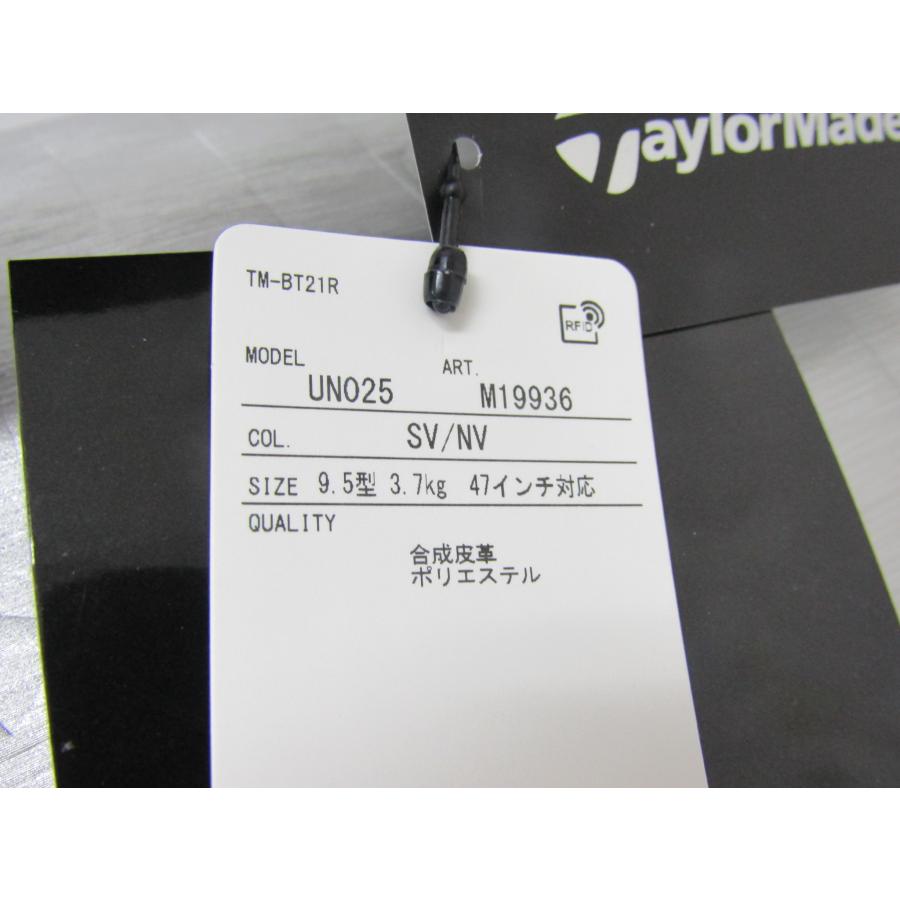 TaylorMade
TM-BT21R
RFID
MODEL UN025 ART. M19936
COL. SV/NV
SIZE 9.5型 3.7kg 47インチ対応
QUALITY
合成皮革
ポリエステル